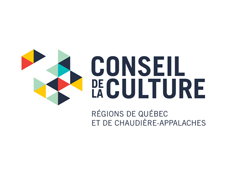 CONSEIL
DE LA CULTURE
RÉGIONS DE QUÉBEC
ET DE CHAUDIÈRE-APPALACHES